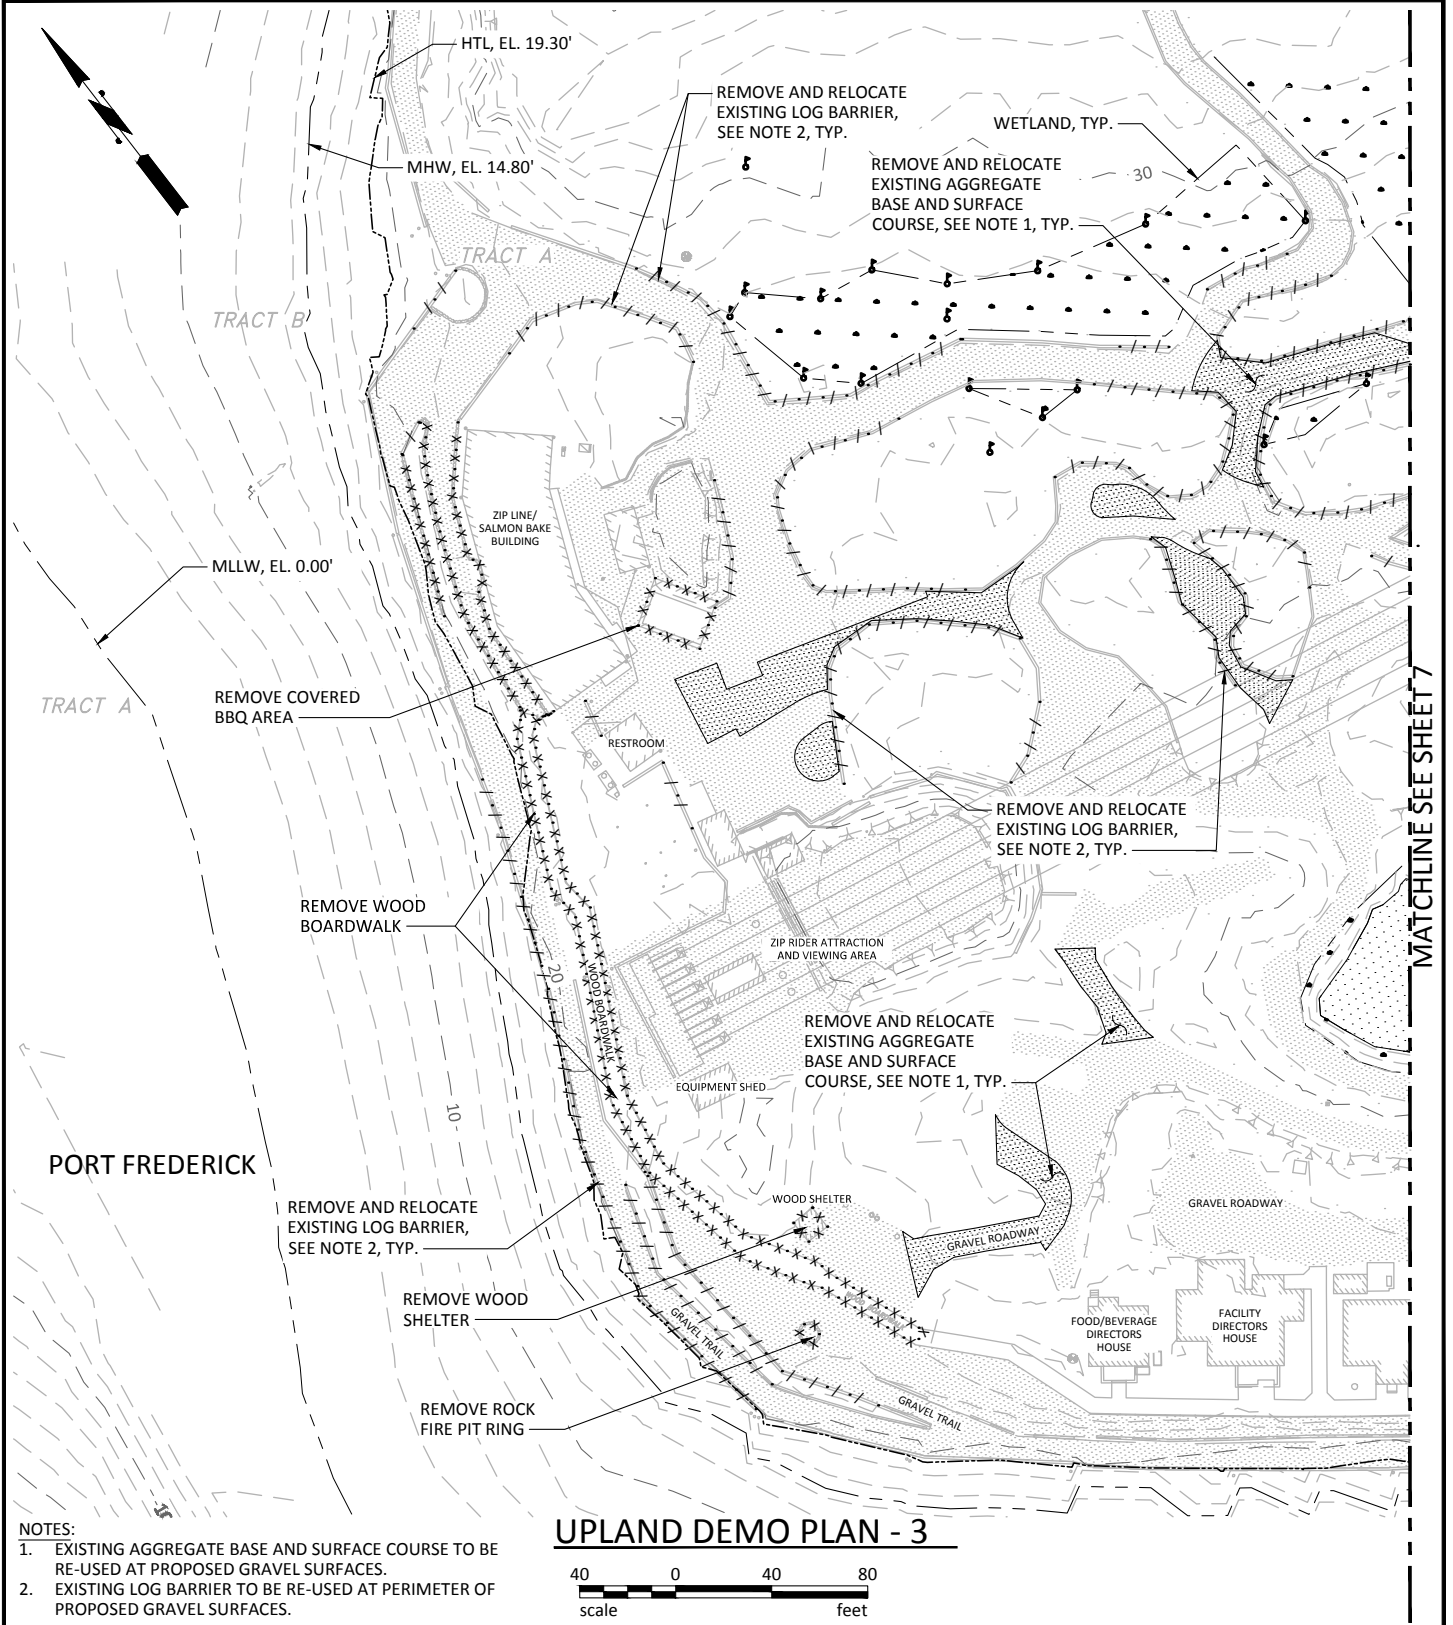 HTL, EL. 19.30'
REMOVE AND RELOCATE
EXISTING LOG BARRIER,
SEE NOTE 2, TYP.
WETLAND, TYP.
MHW, EL. 14.80'
REMOVE AND RELOCATE
EXISTING AGGREGATE
BASE AND SURFACE
COURSE, SEE NOTE 1, TYP.
30
TRACT A
TRACT B
ZIP LINE/
SALMON BAKE
BUILDING
MLLW, EL. 0.00'
TRACT A
REMOVE COVERED
BBQ AREA
RESTROOM
MATCHLINE SEE SHEET 7
REMOVE AND RELOCATE
EXISTING LOG BARRIER,
SEE NOTE 2, TYP.
REMOVE WOOD
BOARDWALK
20
WOOD BOARDWALK
ZIP RIDER ATTRACTION
AND VIEWING AREA
REMOVE AND RELOCATE
EXISTING AGGREGATE
BASE AND SURFACE
COURSE, SEE NOTE 1, TYP.
EQUIPMENT SHED
10
PORT FREDERICK
REMOVE AND RELOCATE
EXISTING LOG BARRIER,
SEE NOTE 2, TYP.
WOOD SHELTER
GRAVEL ROADWAY
GRAVEL ROADWAY
REMOVE WOOD
SHELTER
GRAVEL TRAIL
FOOD/BEVERAGE
DIRECTORS
HOUSE
FACILITY
DIRECTORS
HOUSE
REMOVE ROCK
FIRE PIT RING
GRAVEL TRAIL
NOTES:
1. EXISTING AGGREGATE BASE AND SURFACE COURSE TO BE
RE-USED AT PROPOSED GRAVEL SURFACES.
2. EXISTING LOG BARRIER TO BE RE-USED AT PERIMETER OF
PROPOSED GRAVEL SURFACES.
UPLAND DEMO PLAN - 3
40 0 40 80
scale feet